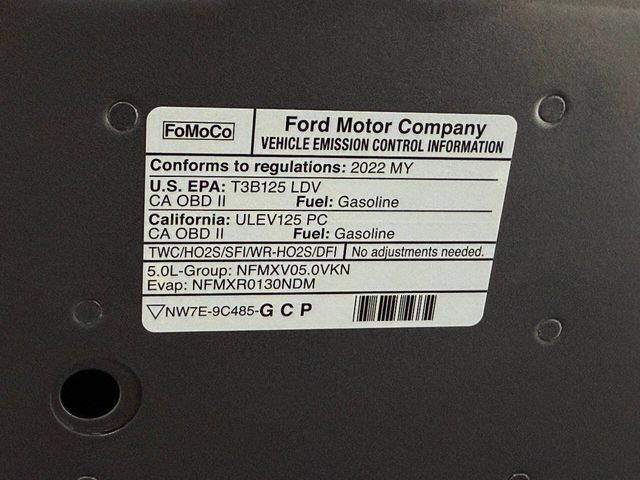 FoMoCo
Ford Motor Company
VEHICLE EMISSION CONTROL INFORMATION
Conforms to regulations: 2022 MY
U.S. EPA: T3B125 LDV
CA OBD II Fuel: Gasoline
California: ULEV125 PC
CA OBD II Fuel: Gasoline
TWC/HO2S/SFI/WR-HO2S/DFI No adjustments needed.
5.0L-Group: NFMXV05.0VKN
Evap: NFMXR0130NDM
NW7E-9C485-G C P